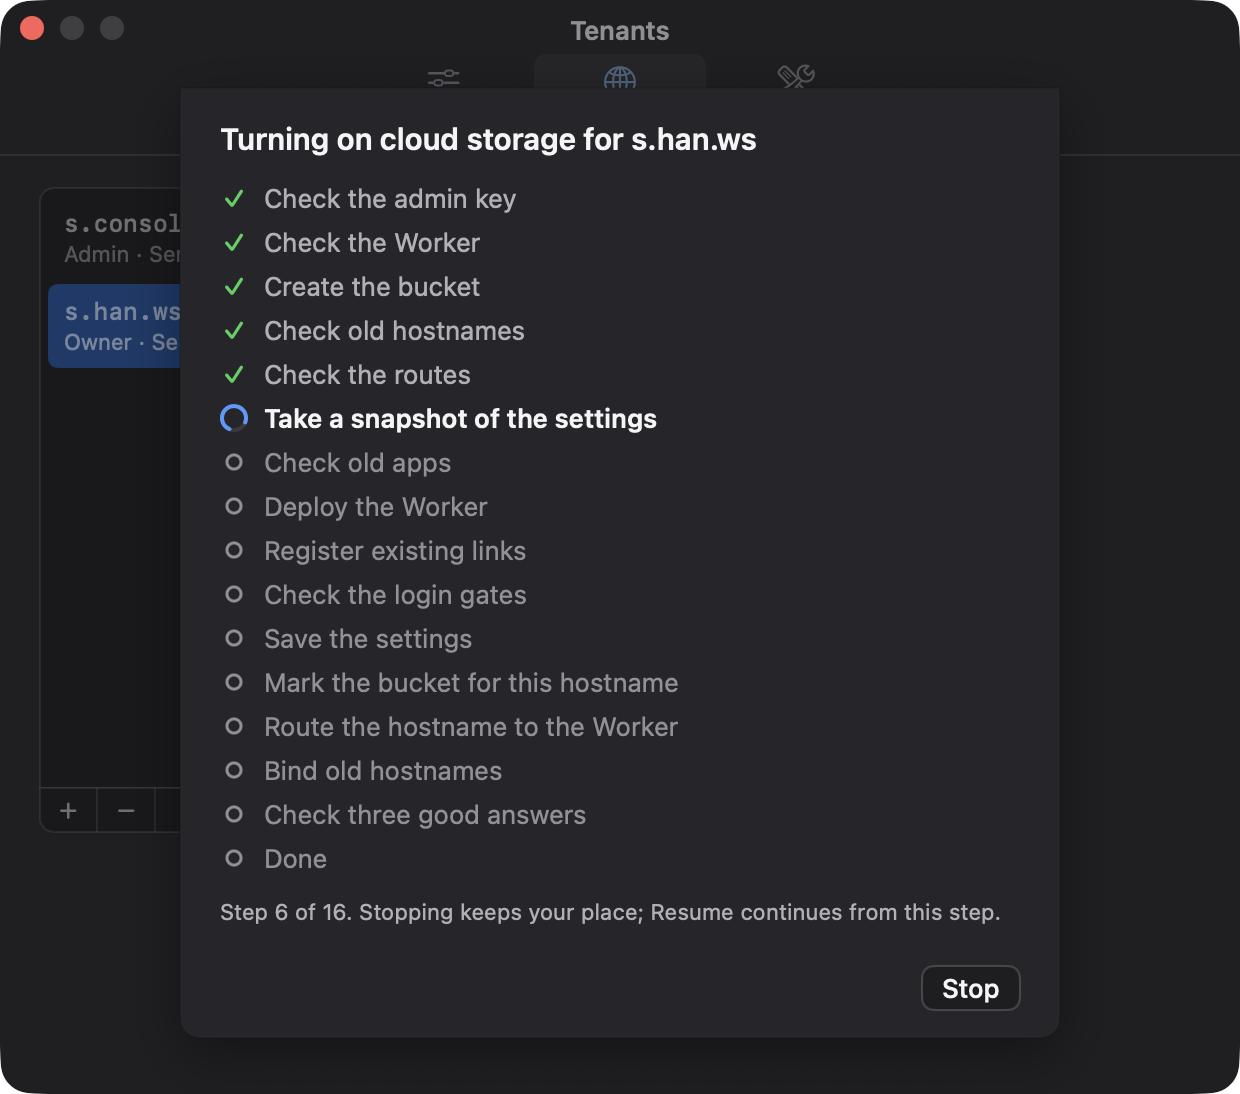 Tenants
Turning on cloud storage for s.han.ws
Check the admin key
Check the Worker
Create the bucket
Check old hostnames
Check the routes
Take a snapshot of the settings
Check old apps
Deploy the Worker
Register existing links
Check the login gates
Save the settings
Mark the bucket for this hostname
Route the hostname to the Worker
Bind old hostnames
Check three good answers
Done
Step 6 of 16. Stopping keeps your place; Resume continues from this step.
Stop
s.consol
Admin · Ser
s.han.ws
Owner · Se
+ −